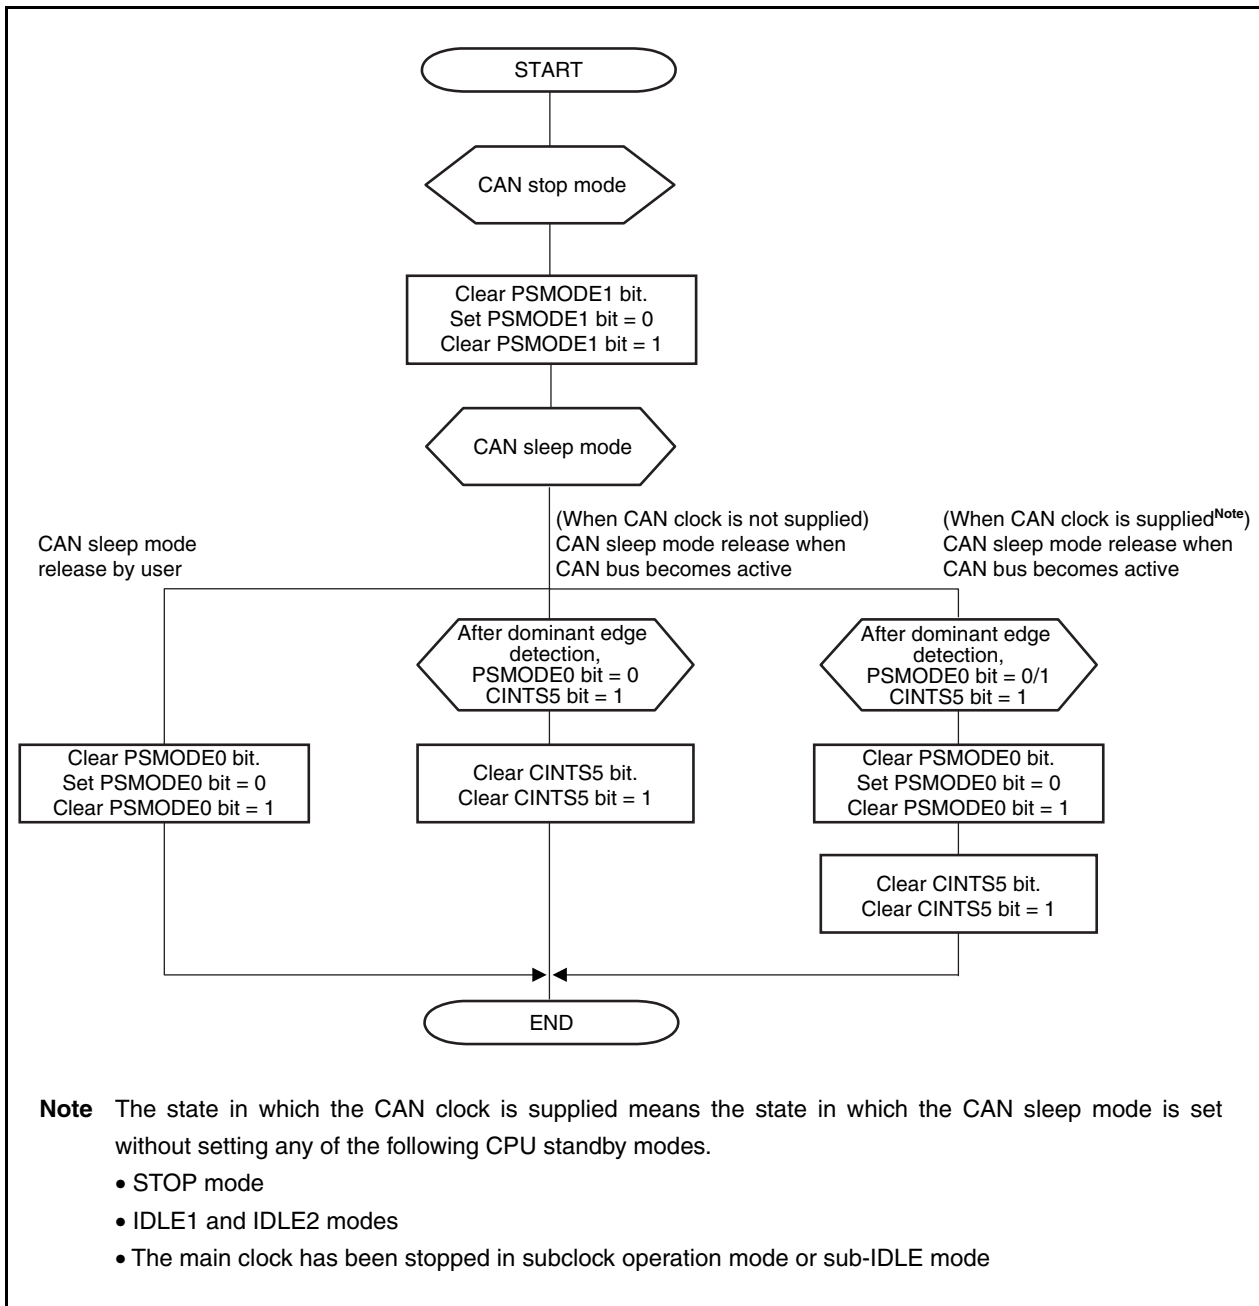 START
CAN stop mode
Clear PSMODE1 bit.
Set PSMODE1 bit = 0
Clear PSMODE1 bit = 1
CAN sleep mode
CAN sleep mode
release by user
(When CAN clock is not supplied)
CAN sleep mode release when
CAN bus becomes active
(When CAN clock is supplied^Note)
CAN sleep mode release when
CAN bus becomes active
After dominant edge
detection,
PSMODE0 bit = 0
CINTS5 bit = 1
After dominant edge
detection,
PSMODE0 bit = 0/1
CINTS5 bit = 1
Clear PSMODE0 bit.
Set PSMODE0 bit = 0
Clear PSMODE0 bit = 1
Clear CINTS5 bit.
Clear CINTS5 bit = 1
Clear PSMODE0 bit.
Set PSMODE0 bit = 0
Clear PSMODE0 bit = 1
Clear CINTS5 bit.
Clear CINTS5 bit = 1
END
Note The state in which the CAN clock is supplied means the state in which the CAN sleep mode is set
without setting any of the following CPU standby modes.
• STOP mode
• IDLE1 and IDLE2 modes
• The main clock has been stopped in subclock operation mode or sub-IDLE mode